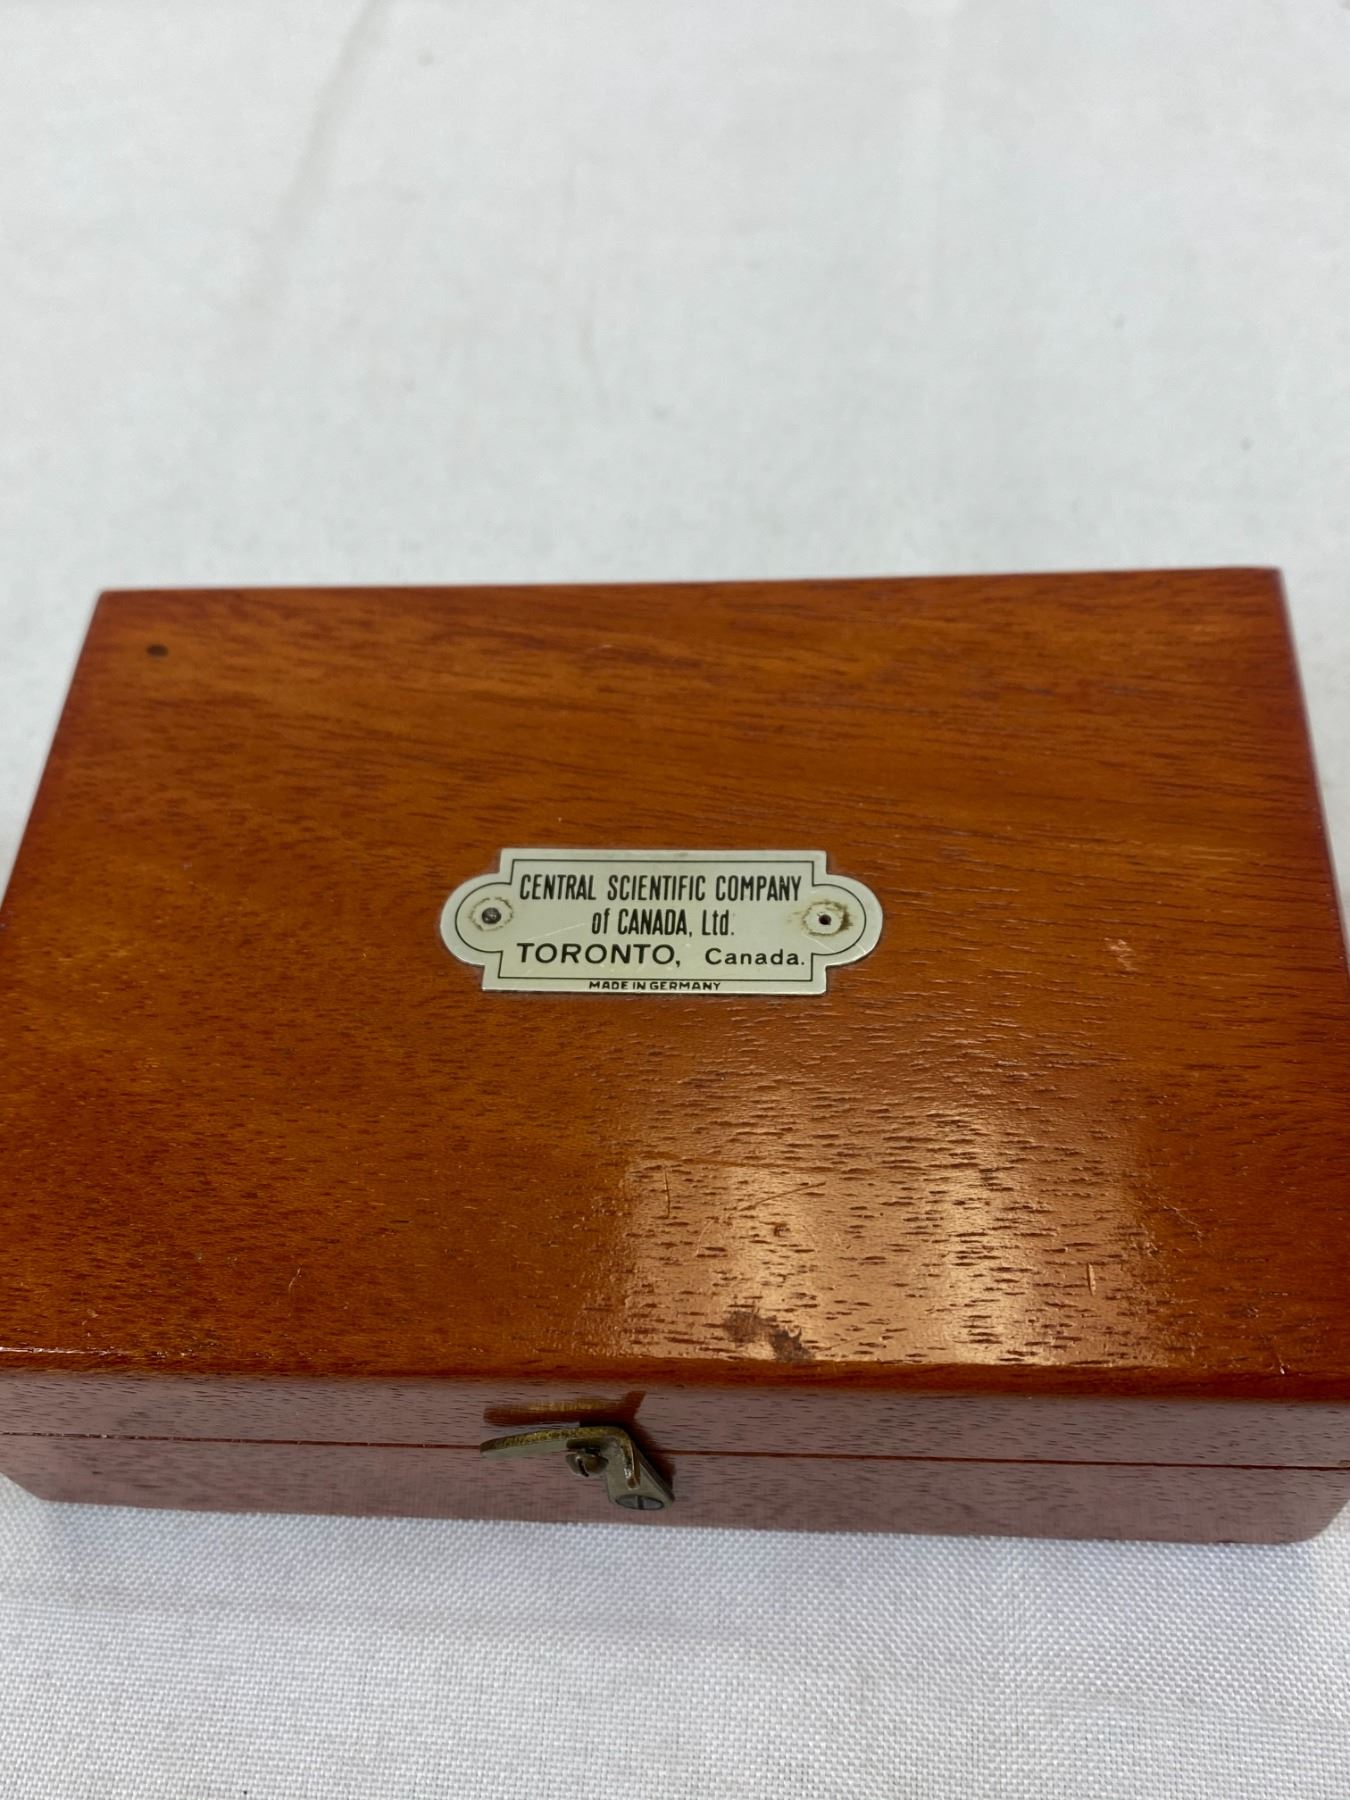 CENTRAL SCIENTIFIC COMPANY
of CANADA, Ltd.
TORONTO, Canada.
MADE IN GERMANY